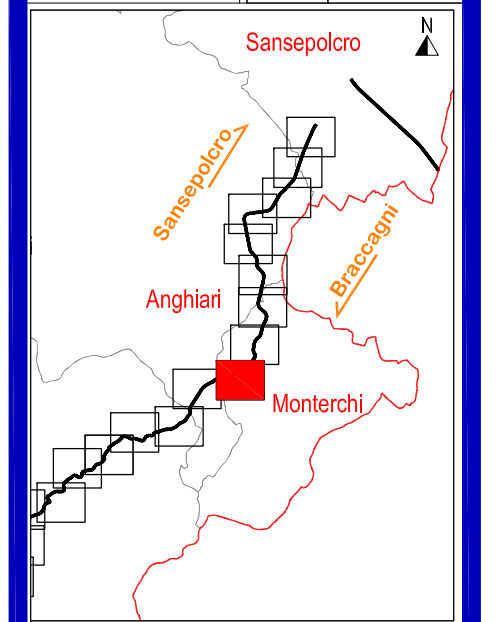 N
Sansepolcro
Sansepolcro
Braccagni
Anghiari
Monterchi